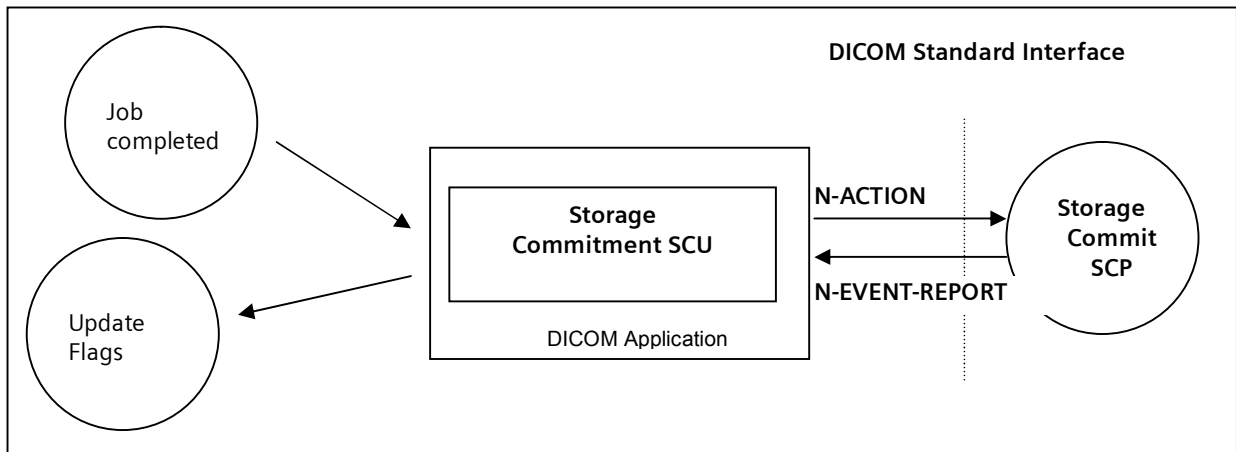 DICOM Standard Interface
Job
completed
Storage
Commitment SCU
DICOM Application
N-ACTION
N-EVENT-REPORT
Storage
Commit
SCP
Update
Flags